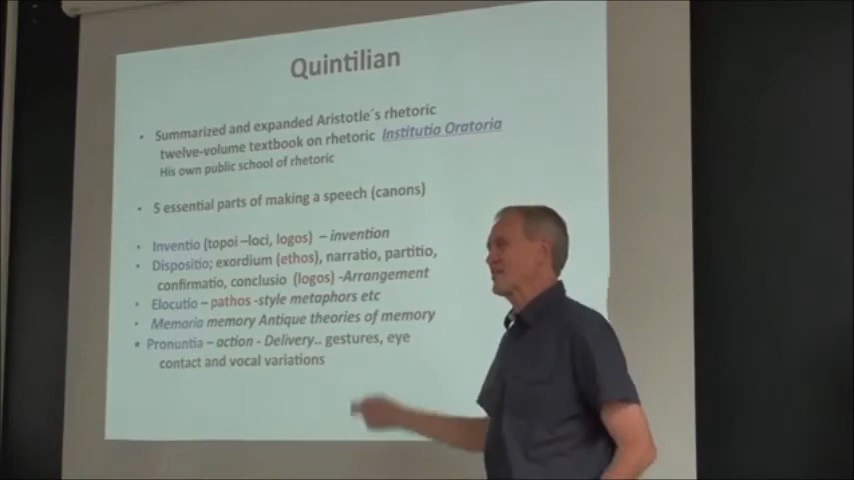 Quintilian
• Summarized and expanded Aristotle´s rhetoric
twelve-volume textbook on rhetoric Institutio Oratoria
His own public school of rhetoric
• 5 essential parts of making a speech (canons)
• Inventio (topoi –loci, logos) – invention
• Dispositio; exordium (ethos), narratio, partitio,
confirmatio, conclusio (logos) -Arrangement
• Elocutio – pathos -style metaphors etc
• Memoria memory Antique theories of memory
• Pronuntia – action - Delivery.. gestures, eye
contact and vocal variations